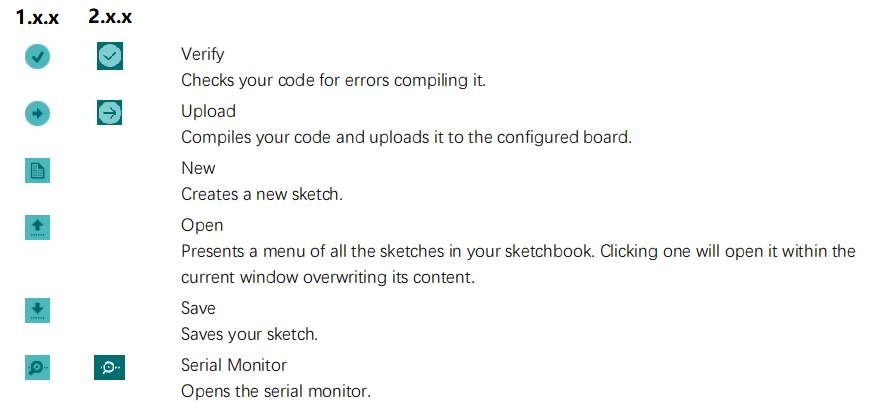 1.x.x 2.x.x
Verify
Checks your code for errors compiling it.
Upload
Compiles your code and uploads it to the configured board.
New
Creates a new sketch.
Open
Presents a menu of all the sketches in your sketchbook. Clicking one will open it within the
current window overwriting its content.
Save
Saves your sketch.
Serial Monitor
Opens the serial monitor.